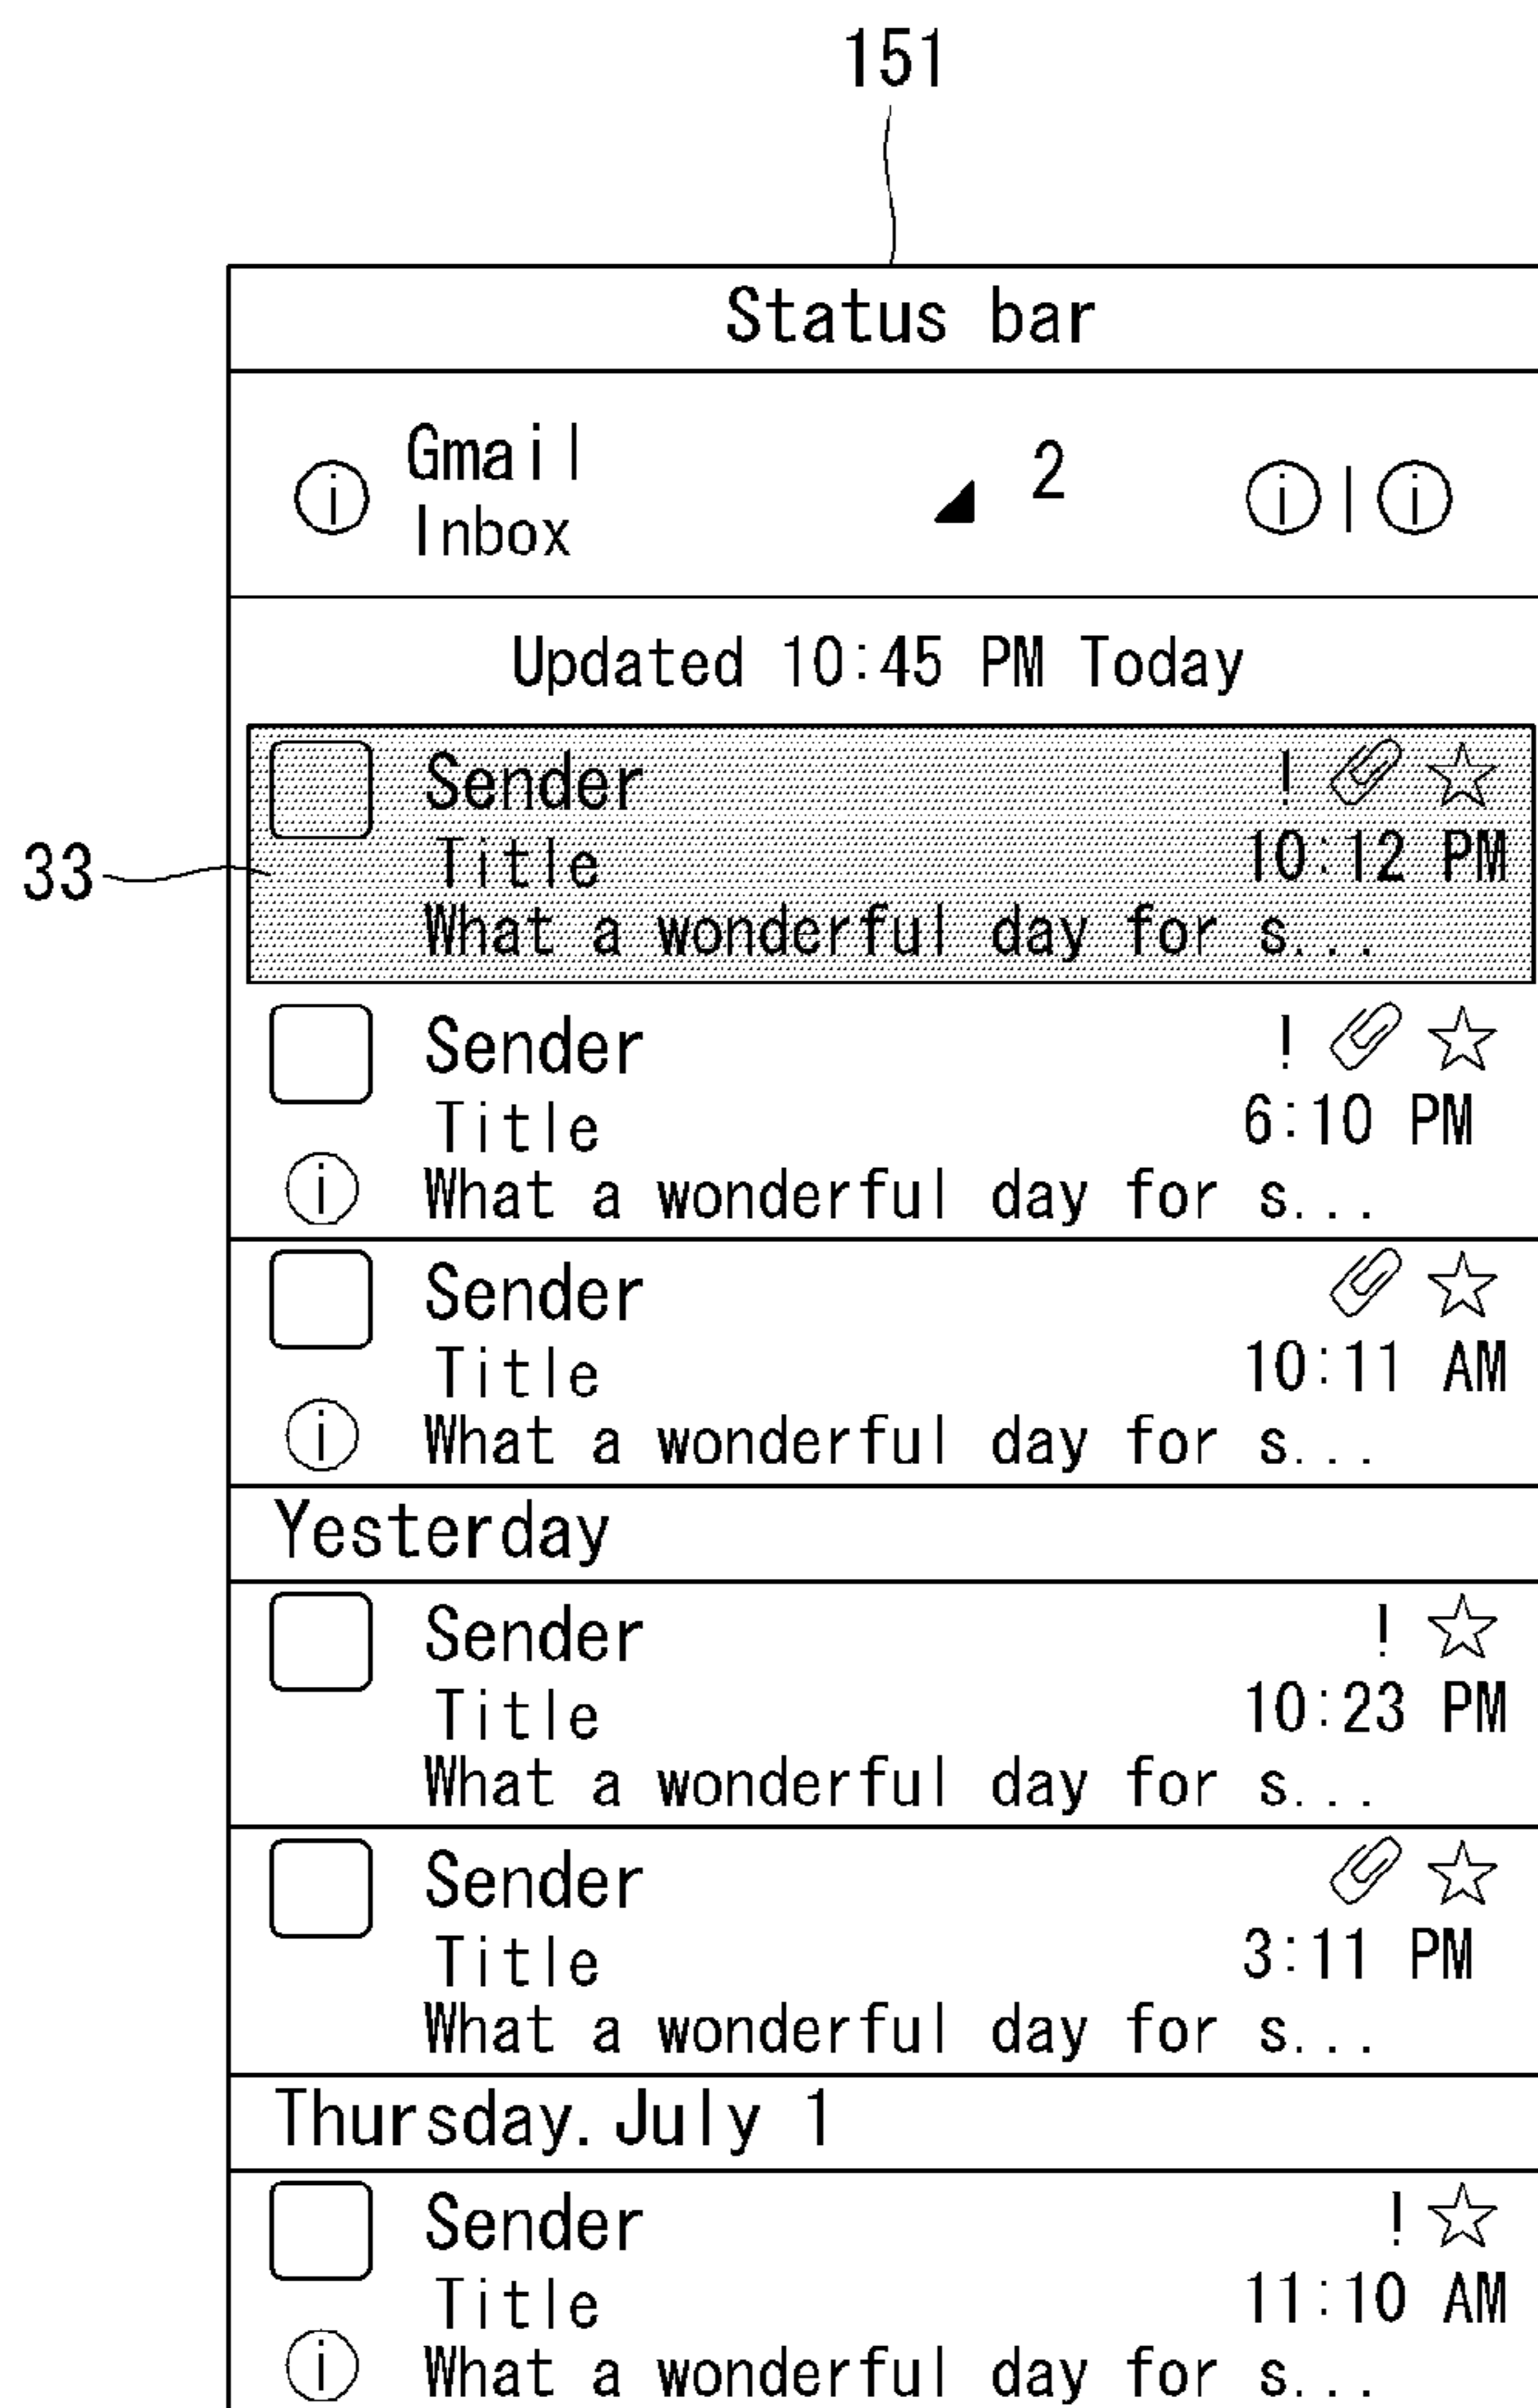 151
Status bar
Gmail 2
Inbox
Updated 10:45 PM Today
Sender !
33 Title 10:12 PM
What a wonderful day for s...
Sender !
Title 6:10 PM
What a wonderful day for s...
Sender
Title 10:11 AM
What a wonderful day for s...
Yesterday
Sender !
Title 10:23 PM
What a wonderful day for s...
Sender
Title 3:11 PM
What a wonderful day for s...
Thursday. July 1
Sender !
Title 11:10 AM
What a wonderful day for s...